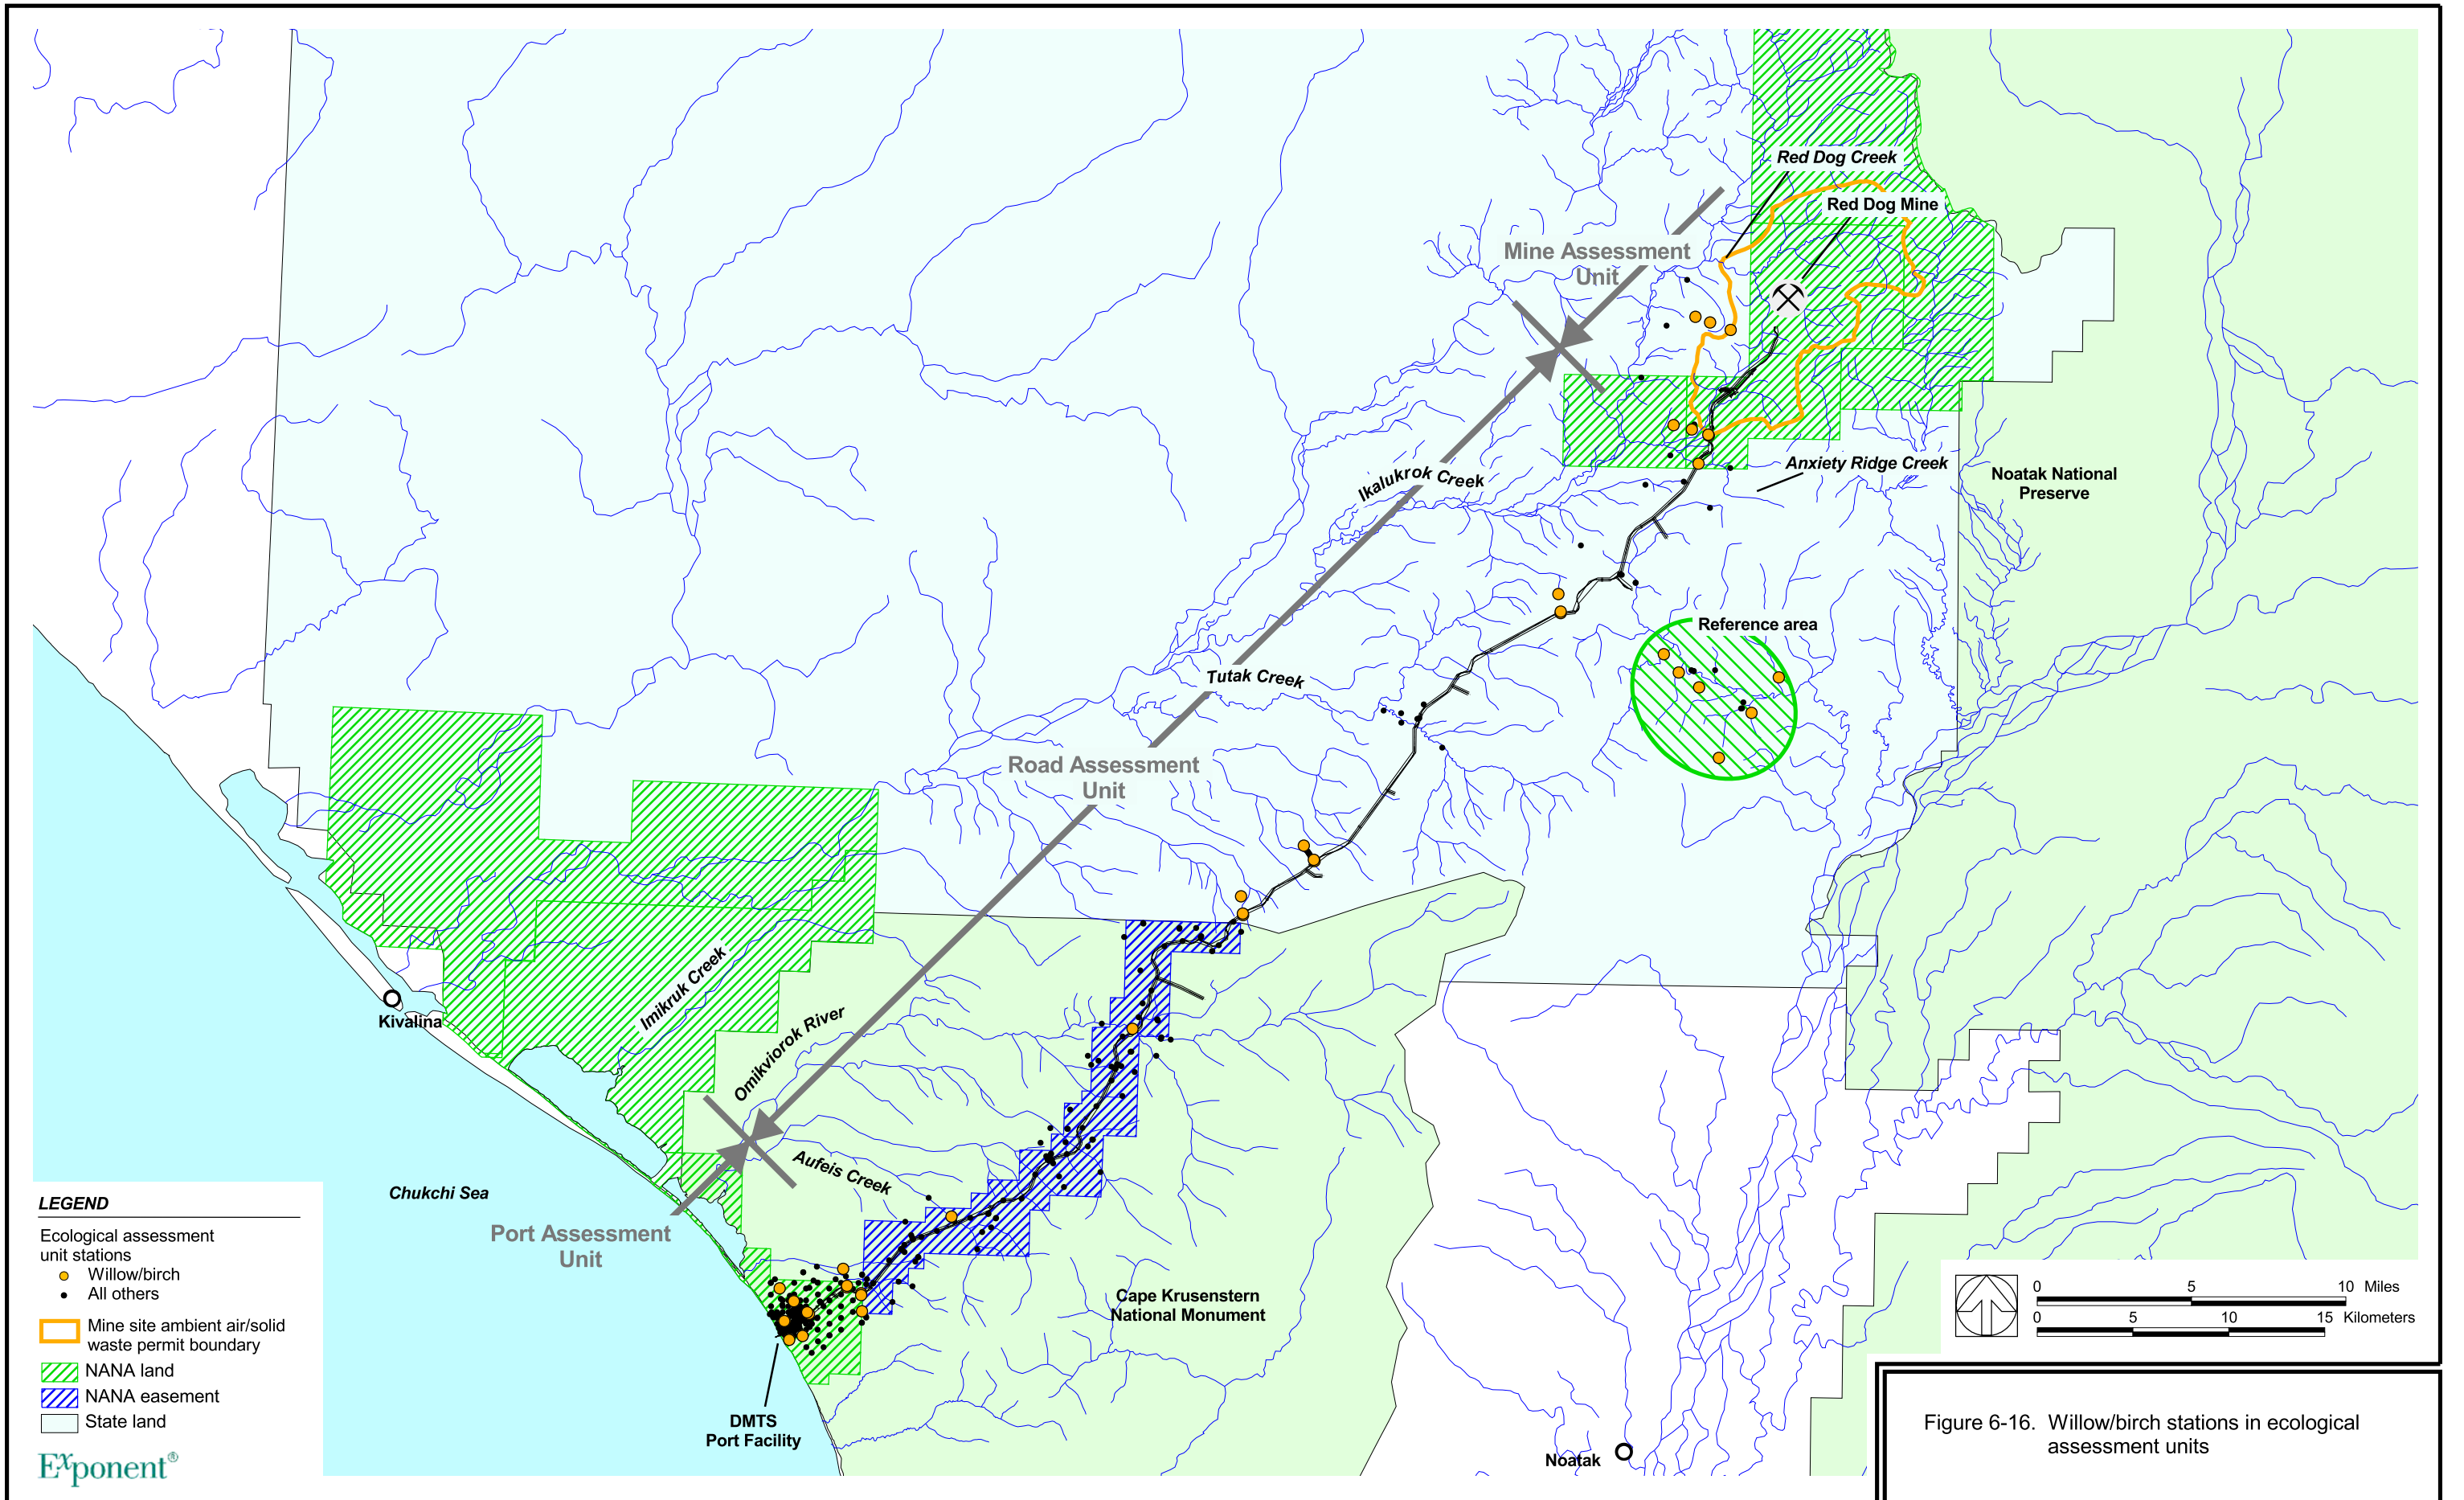 Red Dog Creek
Red Dog Mine
Mine Assessment
Unit
Ikalukrok Creek
Anxiety Ridge Creek
Noatak National
Preserve
Reference area
Tutak Creek
Road Assessment
Unit
Imikruk Creek
Kivalina
Omikviorok River
Aufeis Creek
Chukchi Sea
Port Assessment
Unit
Cape Krusenstern
National Monument
DMTS
Port Facility
Noatak
LEGEND
Ecological assessment
unit stations
Willow/birch
All others
Mine site ambient air/solid
waste permit boundary
NANA land
NANA easement
State land
Exponent®
0 5 10 Miles
0 5 10 15 Kilometers
Figure 6-16. Willow/birch stations in ecological
assessment units